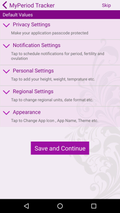 MyPeriod Tracker
Skip
Default Values
Privacy Settings
Make your application passcode protected
Notification Settings
Tap to schedule notifications for period, fertility and ovulation
Personal Settings
Tap to add your height, weight, temperature etc.
Regional Settings
Tap to change regional units, date format etc.
Appearance
Tap to Change App Icon, App Name, Theme etc.
Save and Continue